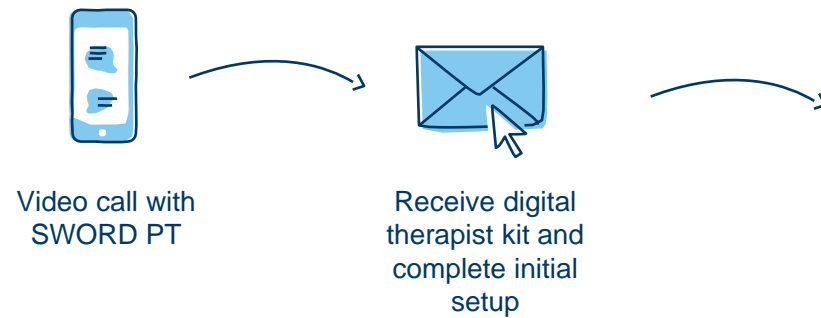 Video call with
SWORD PT
Receive digital
therapist kit and
complete initial
setup